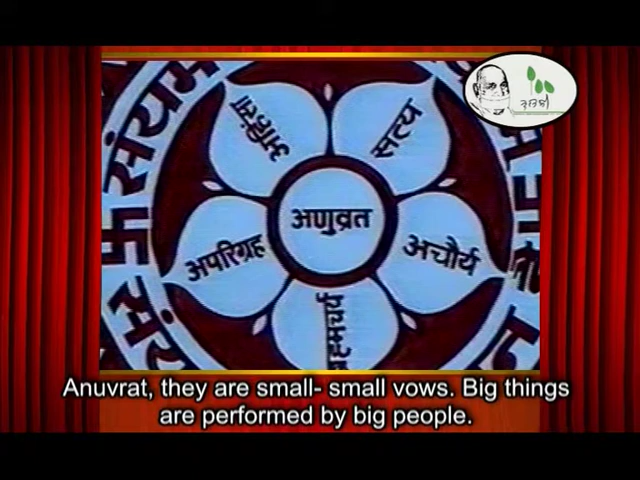 संयम
अहिंसा
सत्य
अणुव्रत
अपरिग्रह
अचौर्य
ब्रह्मचर्य
Anuvrat, they are small- small vows. Big things
are performed by big people.